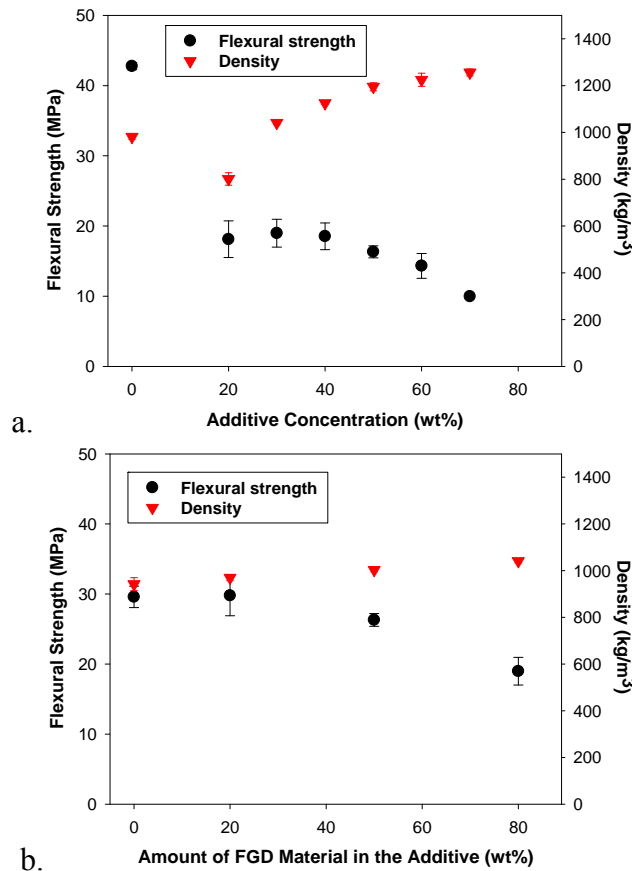 50
40
30
20
10
0
Flexural Strength (MPa)
Flexural strength
Density
1400
1200
1000
800
600
400
200
0
Density (kg/m³)
0 20 40 60 80
Additive Concentration (wt%)
a.
50
40
30
20
10
0
Flexural Strength (MPa)
Flexural strength
Density
1400
1200
1000
800
600
400
200
0
Density (kg/m³)
0 20 40 60 80
Amount of FGD Material in the Additive (wt%)
b.